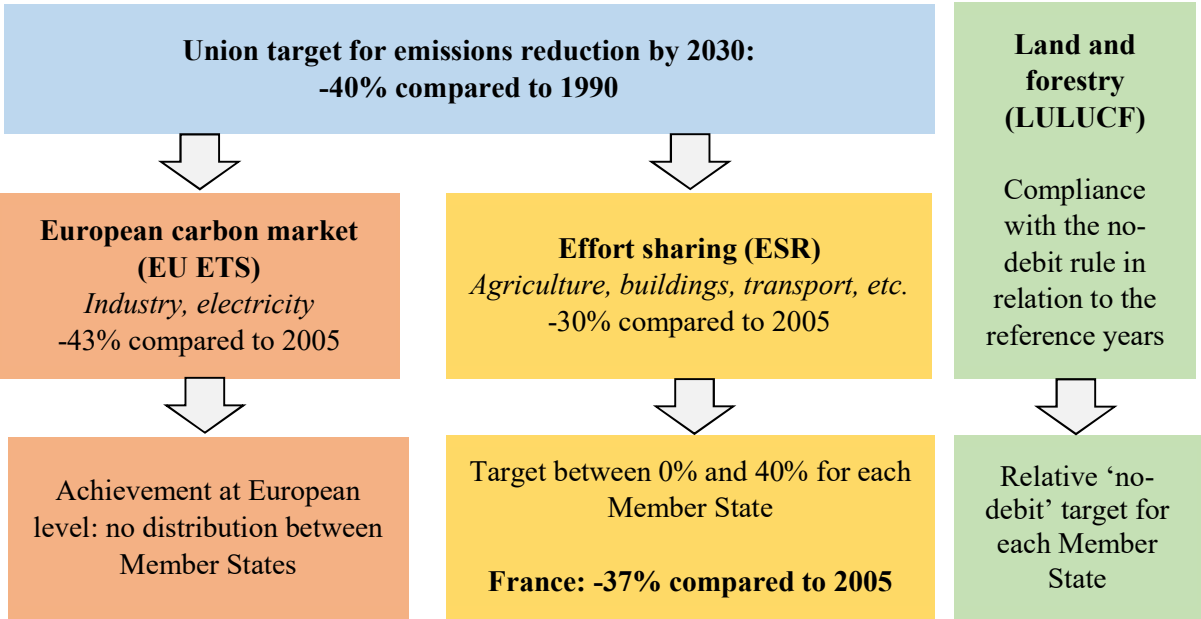 Union target for emissions reduction by 2030:
-40% compared to 1990
Land and
forestry
(LULUCF)
Compliance
with the no-
debit rule in
relation to the
reference years
European carbon market
(EU ETS)
Industry, electricity
-43% compared to 2005
Effort sharing (ESR)
Agriculture, buildings, transport, etc.
-30% compared to 2005
Achievement at European
level: no distribution between
Member States
Target between 0% and 40% for each
Member State
France: -37% compared to 2005
Relative ‘no-
debit’ target for
each Member
State